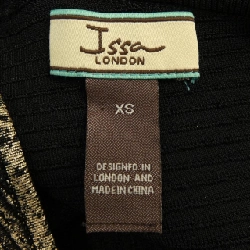 Issa
LONDON
XS
DESIGNED IN
LONDON AND
MADE IN CHINA